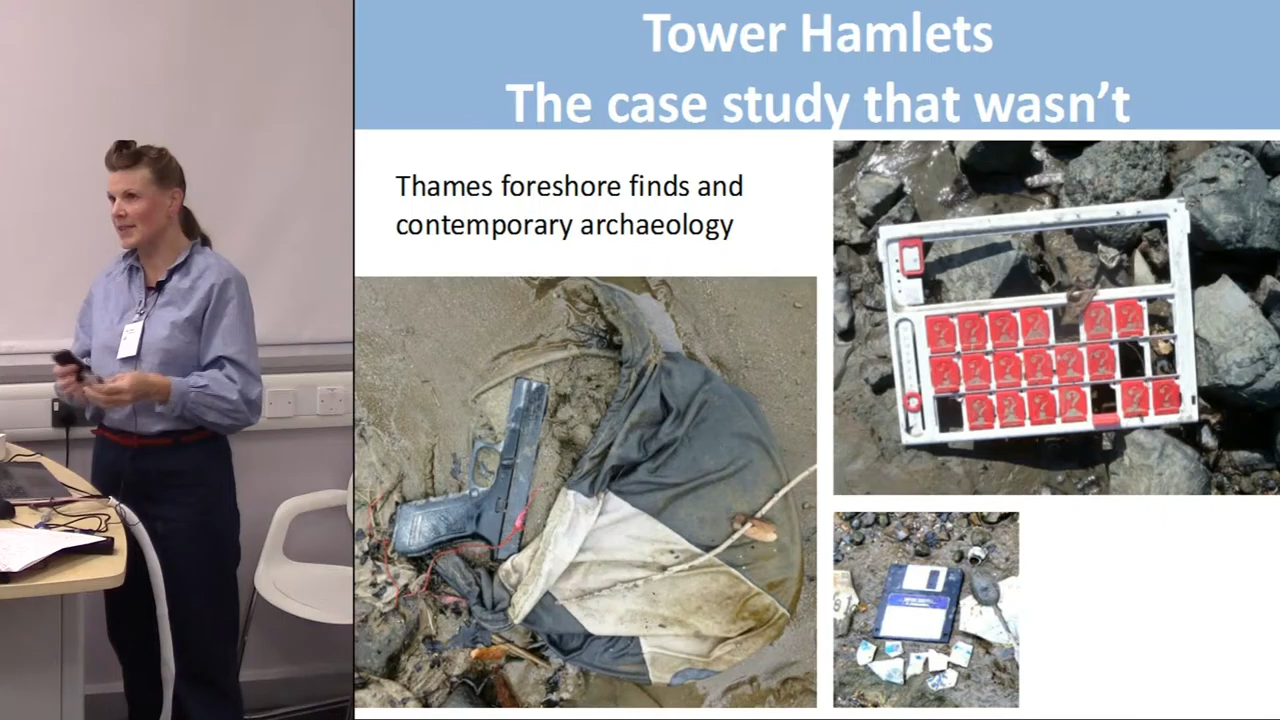 Tower Hamlets
The case study that wasn't
Thames foreshore finds and
contemporary archaeology